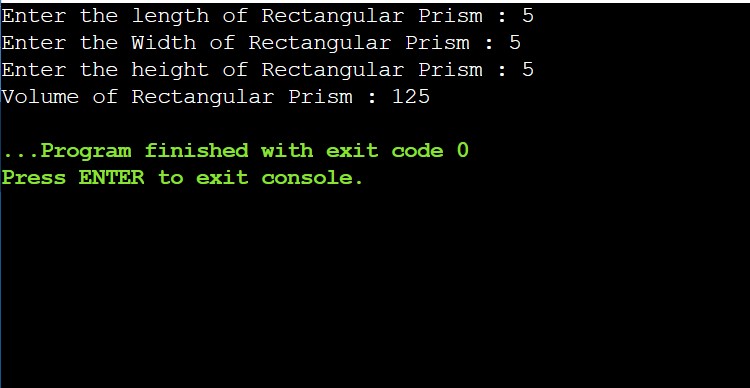 Enter the length of Rectangular Prism : 5
Enter the Width of Rectangular Prism : 5
Enter the height of Rectangular Prism : 5
Volume of Rectangular Prism : 125
...Program finished with exit code 0
Press ENTER to exit console.